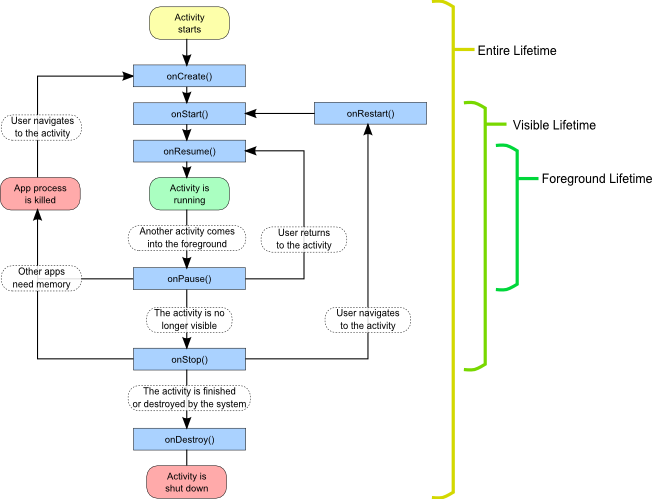 Activity
starts
Entire Lifetime
onCreate()
onStart()
onRestart()
User navigates
to the activity
Visible Lifetime
onResume()
Foreground Lifetime
App process
is killed
Activity is
running
Another activity comes
into the foreground
User returns
to the activity
Other apps
need memory
onPause()
The activity is no
longer visible
User navigates
to the activity
onStop()
The activity is finished
or destroyed by the system
onDestroy()
Activity is
shut down